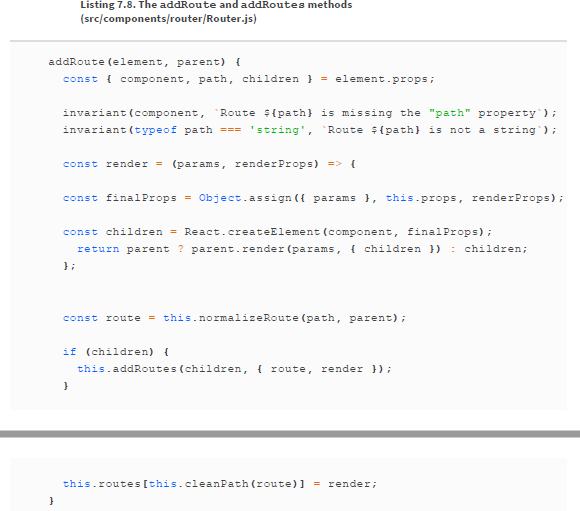 Listing 7.8. The addRoute and addRoutes methods
(src/components/router/Router.js)
addRoute(element, parent) {
const { component, path, children } = element.props;
invariant(component, `Route ${path} is missing the "path" property`);
invariant(typeof path === 'string', `Route ${path} is not a string`);
const render = (params, renderProps) => {
const finalProps = Object.assign({ params }, this.props, renderProps);
const children = React.createElement(component, finalProps);
return parent ? parent.render(params, { children }) : children;
};
const route = this.normalizeRoute(path, parent);
if (children) {
this.addRoutes(children, { route, render });
}
this.routes[this.cleanPath(route)] = render;
}